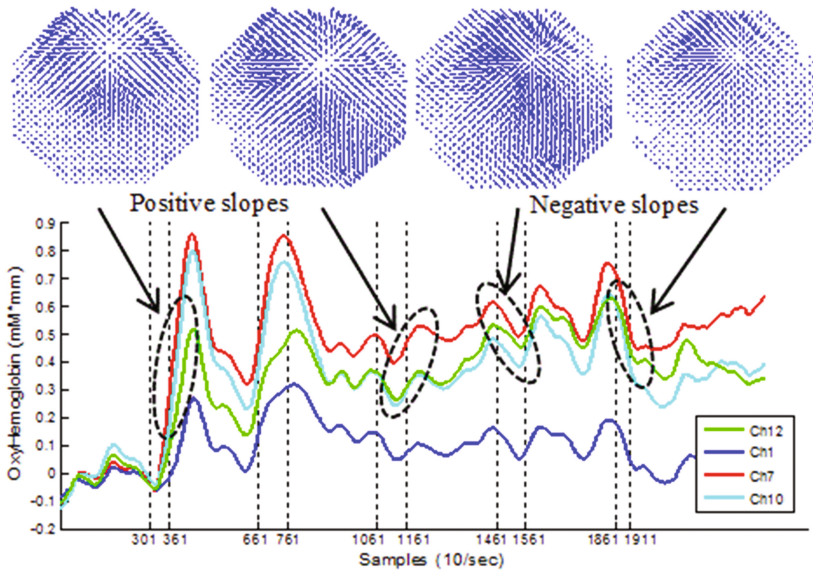 Positive slopes
Negative slopes
OxyHemoglobin (mM*mm)
0.9
0.8
0.7
0.6
0.5
0.4
0.3
0.2
0.1
0
-0.1
-0.2
301 361 661 761 1061 1161 1461 1561 1861 1911
Samples (10/sec)
Ch12
Ch1
Ch7
Ch10